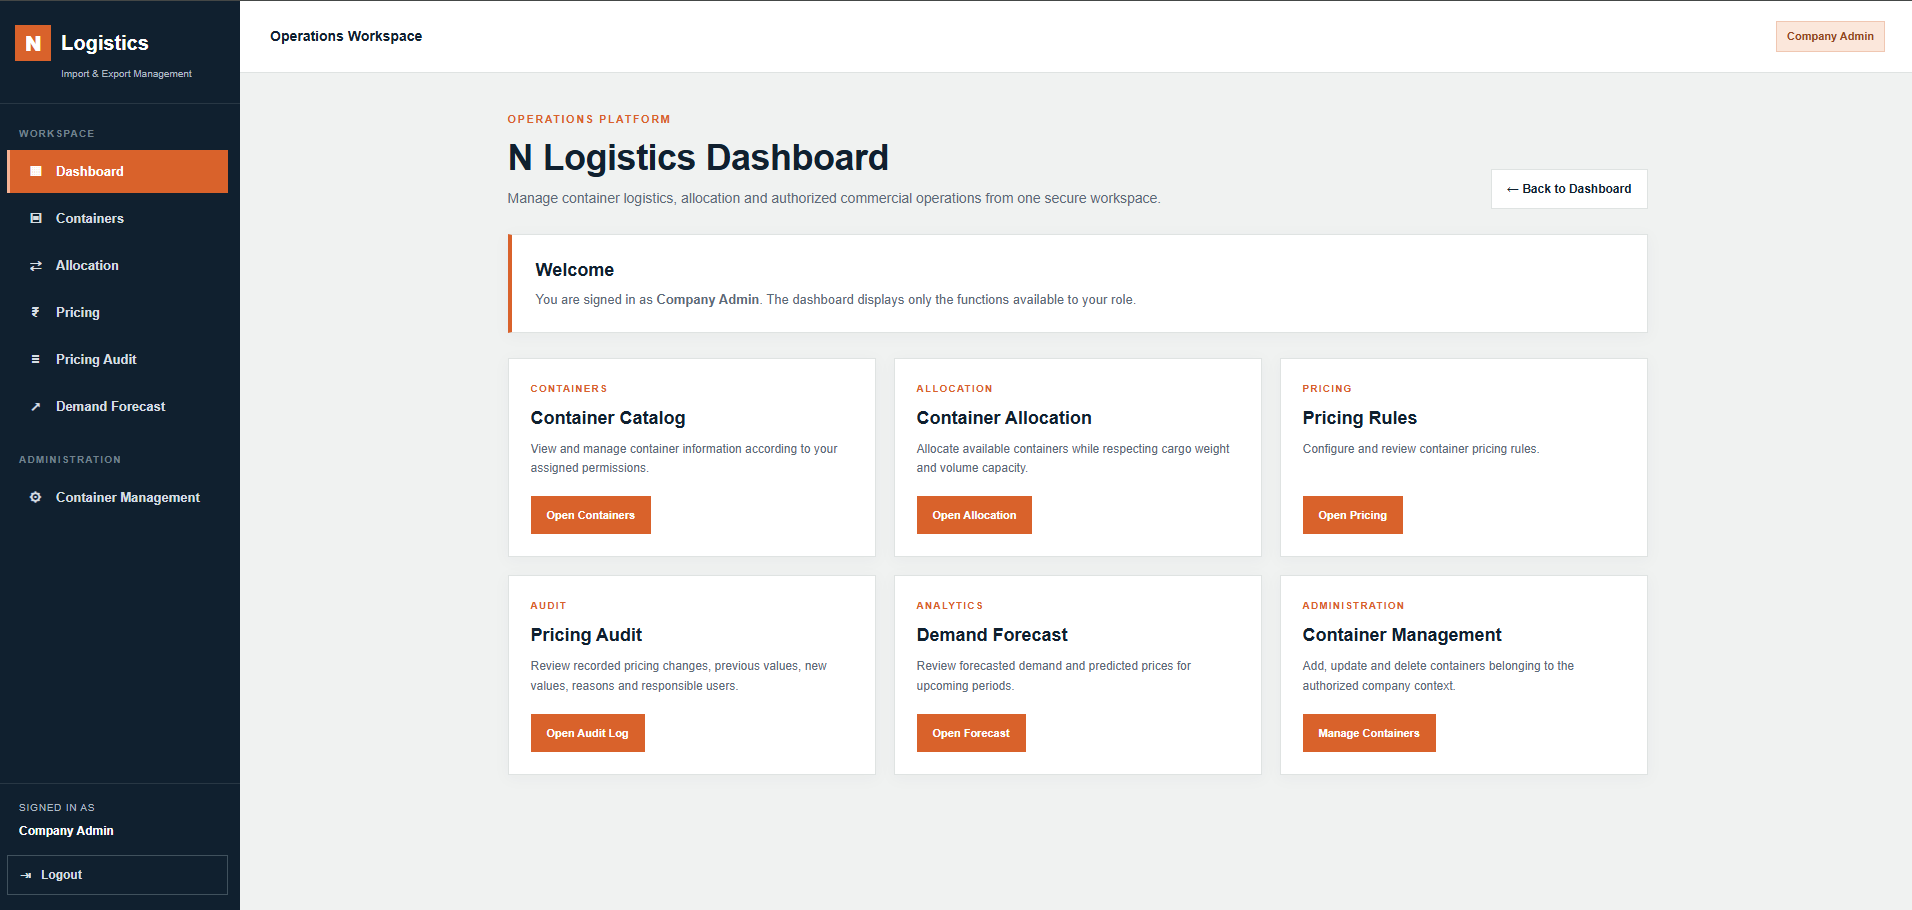 N Logistics
Import & Export Management
WORKSPACE
Dashboard
Containers
Allocation
₹ Pricing
Pricing Audit
Demand Forecast
ADMINISTRATION
Container Management
SIGNED IN AS
Company Admin
Logout
Operations Workspace
Company Admin
OPERATIONS PLATFORM
N Logistics Dashboard
Manage container logistics, allocation and authorized commercial operations from one secure workspace.
← Back to Dashboard
Welcome
You are signed in as Company Admin. The dashboard displays only the functions available to your role.
CONTAINERS
Container Catalog
View and manage container information according to your
assigned permissions.
Open Containers
ALLOCATION
Container Allocation
Allocate available containers while respecting cargo weight
and volume capacity.
Open Allocation
PRICING
Pricing Rules
Configure and review container pricing rules.
Open Pricing
AUDIT
Pricing Audit
Review recorded pricing changes, previous values, new
values, reasons and responsible users.
Open Audit Log
ANALYTICS
Demand Forecast
Review forecasted demand and predicted prices for
upcoming periods.
Open Forecast
ADMINISTRATION
Container Management
Add, update and delete containers belonging to the
authorized company context.
Manage Containers